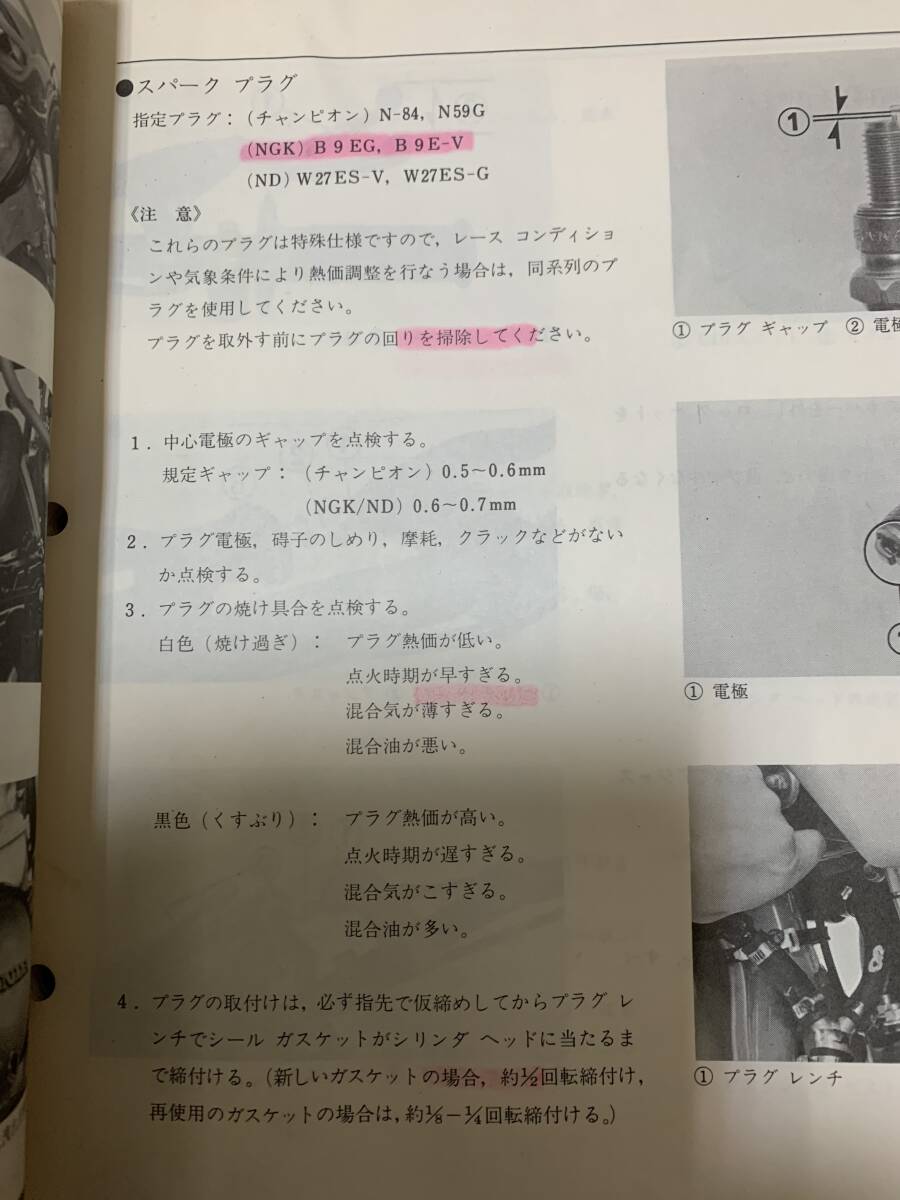 ●スパーク プラグ
指定プラグ：（チャンピオン）N-84, N59G
（NGK）B9EG, B9E-V
（ND）W27ES-V, W27ES-G
《注 意》
これらのプラグは特殊仕様ですので，レース コンディショ
ンや気象条件により熱価調整を行なう場合は，同系列のプ
ラグを使用してください。
プラグを取外す前にプラグの回りを掃除してください。
① プラグ ギャップ ② 電極
1．中心電極のギャップを点検する。
規定ギャップ：（チャンピオン）0.5～0.6mm
（NGK/ND）0.6～0.7mm
2．プラグ電極，碍子のしめり，摩耗，クラックなどがない
か点検する。
3．プラグの焼け具合を点検する。
白色（焼け過ぎ）： プラグ熱価が低い。
点火時期が早すぎる。
混合気が薄すぎる。
混合油が悪い。
① 電極
黒色（くすぶり）： プラグ熱価が高い。
点火時期が遅すぎる。
混合気がこすぎる。
混合油が多い。
4．プラグの取付けは，必ず指先で仮締めしてからプラグ レ
ンチでシール ガスケットがシリンダ ヘッドに当たるま
で締付ける。（新しいガスケットの場合，約½回転締付け，
再使用のガスケットの場合は，約⅛－¼回転締付ける。）
① プラグ レンチ
①